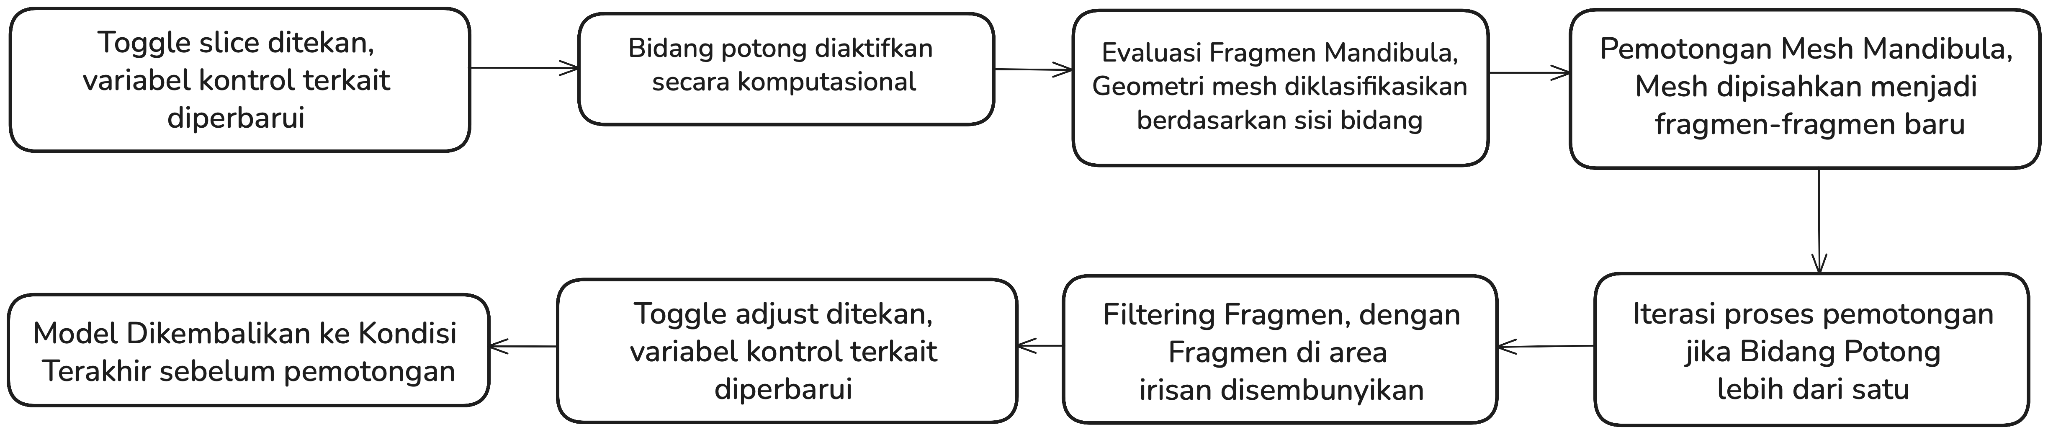 Toggle slice ditekan,
variabel kontrol terkait
diperbarui
Bidang potong diaktifkan
secara komputasional
Evaluasi Fragmen Mandibula,
Geometri mesh diklasifikasikan
berdasarkan sisi bidang
Pemotongan Mesh Mandibula,
Mesh dipisahkan menjadi
fragmen-fragmen baru
Iterasi proses pemotongan
jika Bidang Potong
lebih dari satu
Filtering Fragmen, dengan
Fragmen di area
irisan disembunyikan
Toggle adjust ditekan,
variabel kontrol terkait
diperbarui
Model Dikembalikan ke Kondisi
Terakhir sebelum pemotongan